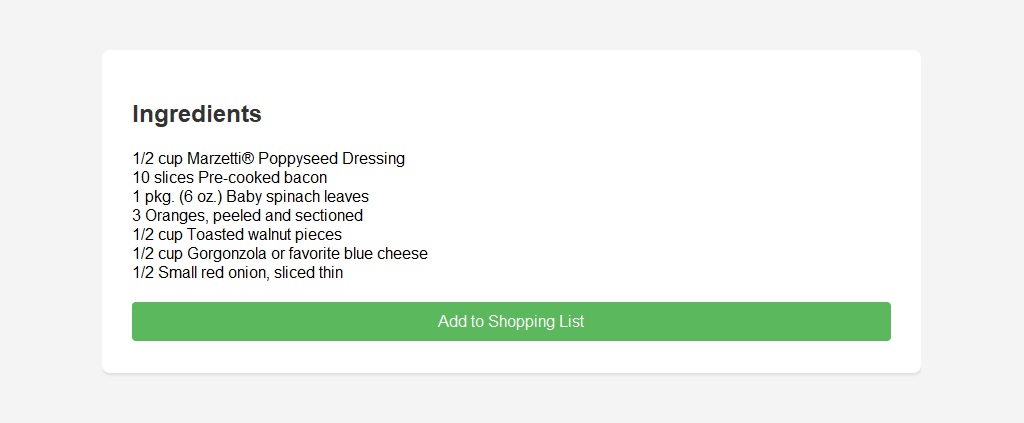 Ingredients
1/2 cup Marzetti® Poppyseed Dressing
10 slices Pre-cooked bacon
1 pkg. (6 oz.) Baby spinach leaves
3 Oranges, peeled and sectioned
1/2 cup Toasted walnut pieces
1/2 cup Gorgonzola or favorite blue cheese
1/2 Small red onion, sliced thin
Add to Shopping List